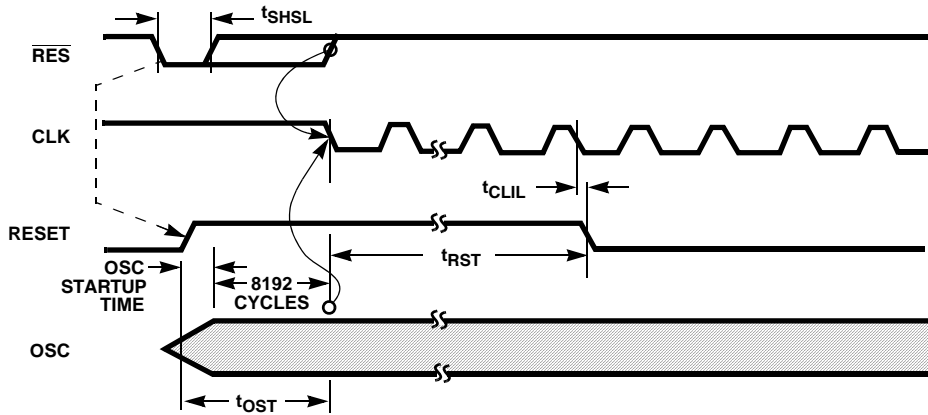 tSHSL
RES
CLK
tCLIL
RESET
tRST
OSC
STARTUP
TIME
8192
CYCLES
OSC
tOST